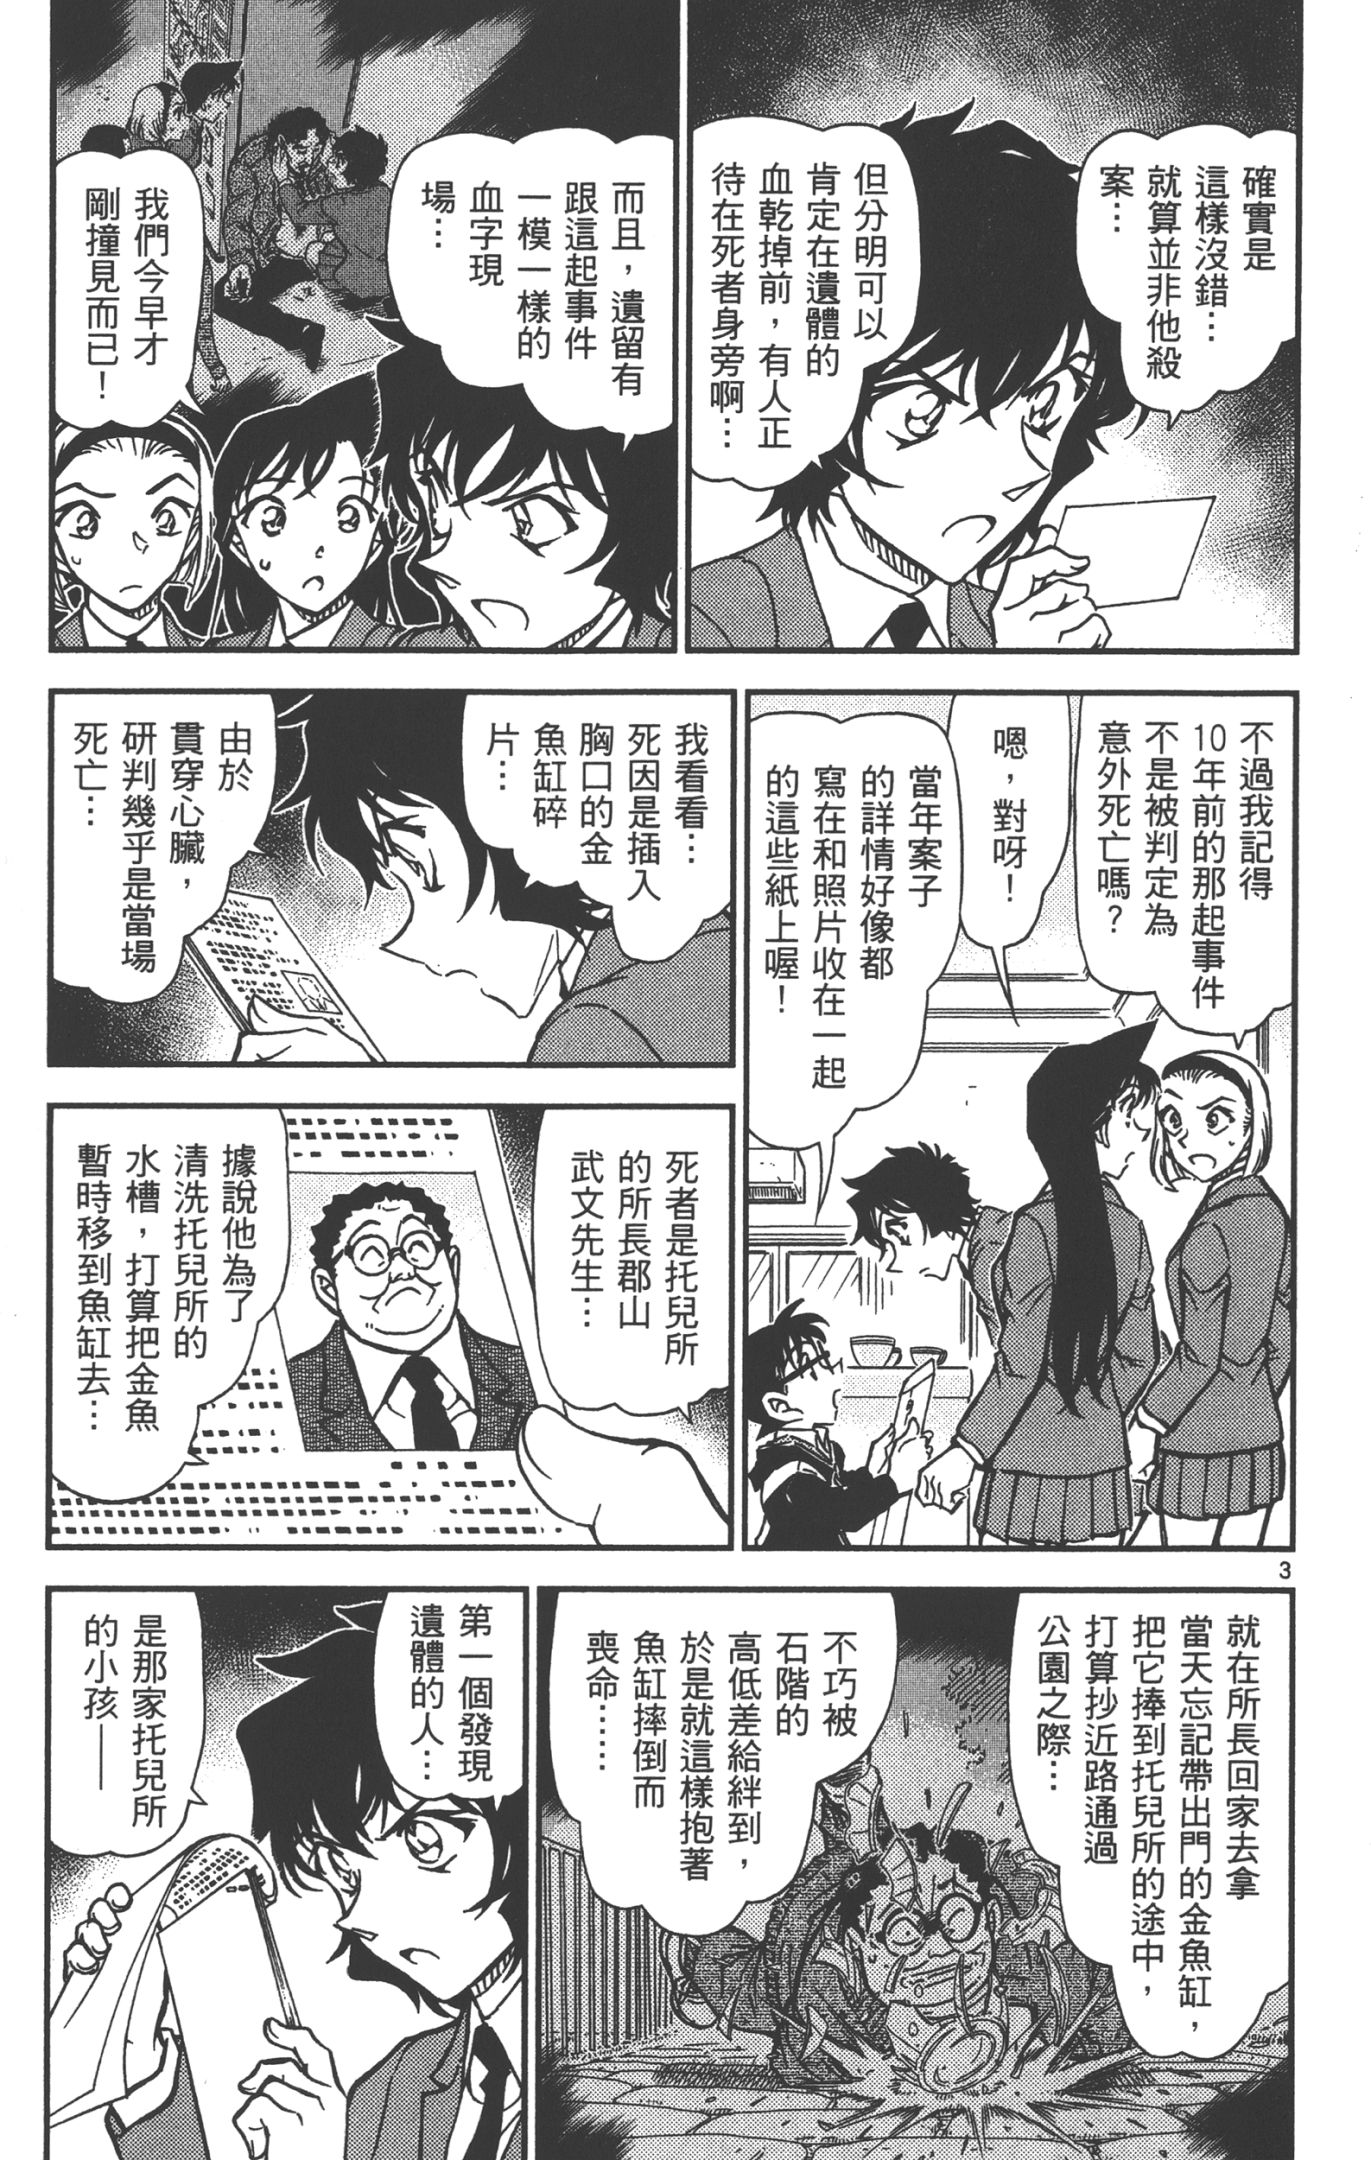 確實是
這樣沒錯…
就算並非他殺
案…
但分明可以
肯定在遺體的
血乾掉前，有人正
待在死者身旁啊…
而且，遺留有
跟這起事件
一模一樣的
血字現
場…
我們今早才
剛撞見而已！
不過我記得
10年前的那起事件
不是被判定為
意外死亡嗎？
嗯，對呀！
當年案子
的詳情好像都
寫在和照片收在一起
的這些紙上喔！
我看看…
死因是插入
胸口的金
魚缸碎
片…
由於
貫穿心臟，
研判幾乎是當場
死亡…
死者是托兒所
的所長郡山
武文先生…
據說他為了
清洗托兒所的
水槽，打算把金魚
暫時移到魚缸去…
3
就在所長回家去拿
當天忘記帶出門的金魚缸，
把它捧到托兒所的途中，
打算抄近路通過
公園之際…
不巧被
石階的
高低差給絆到，
於是就這樣抱著
魚缸摔倒而
喪命……
第一個發現
遺體的人…
是那家托兒所
的小孩——